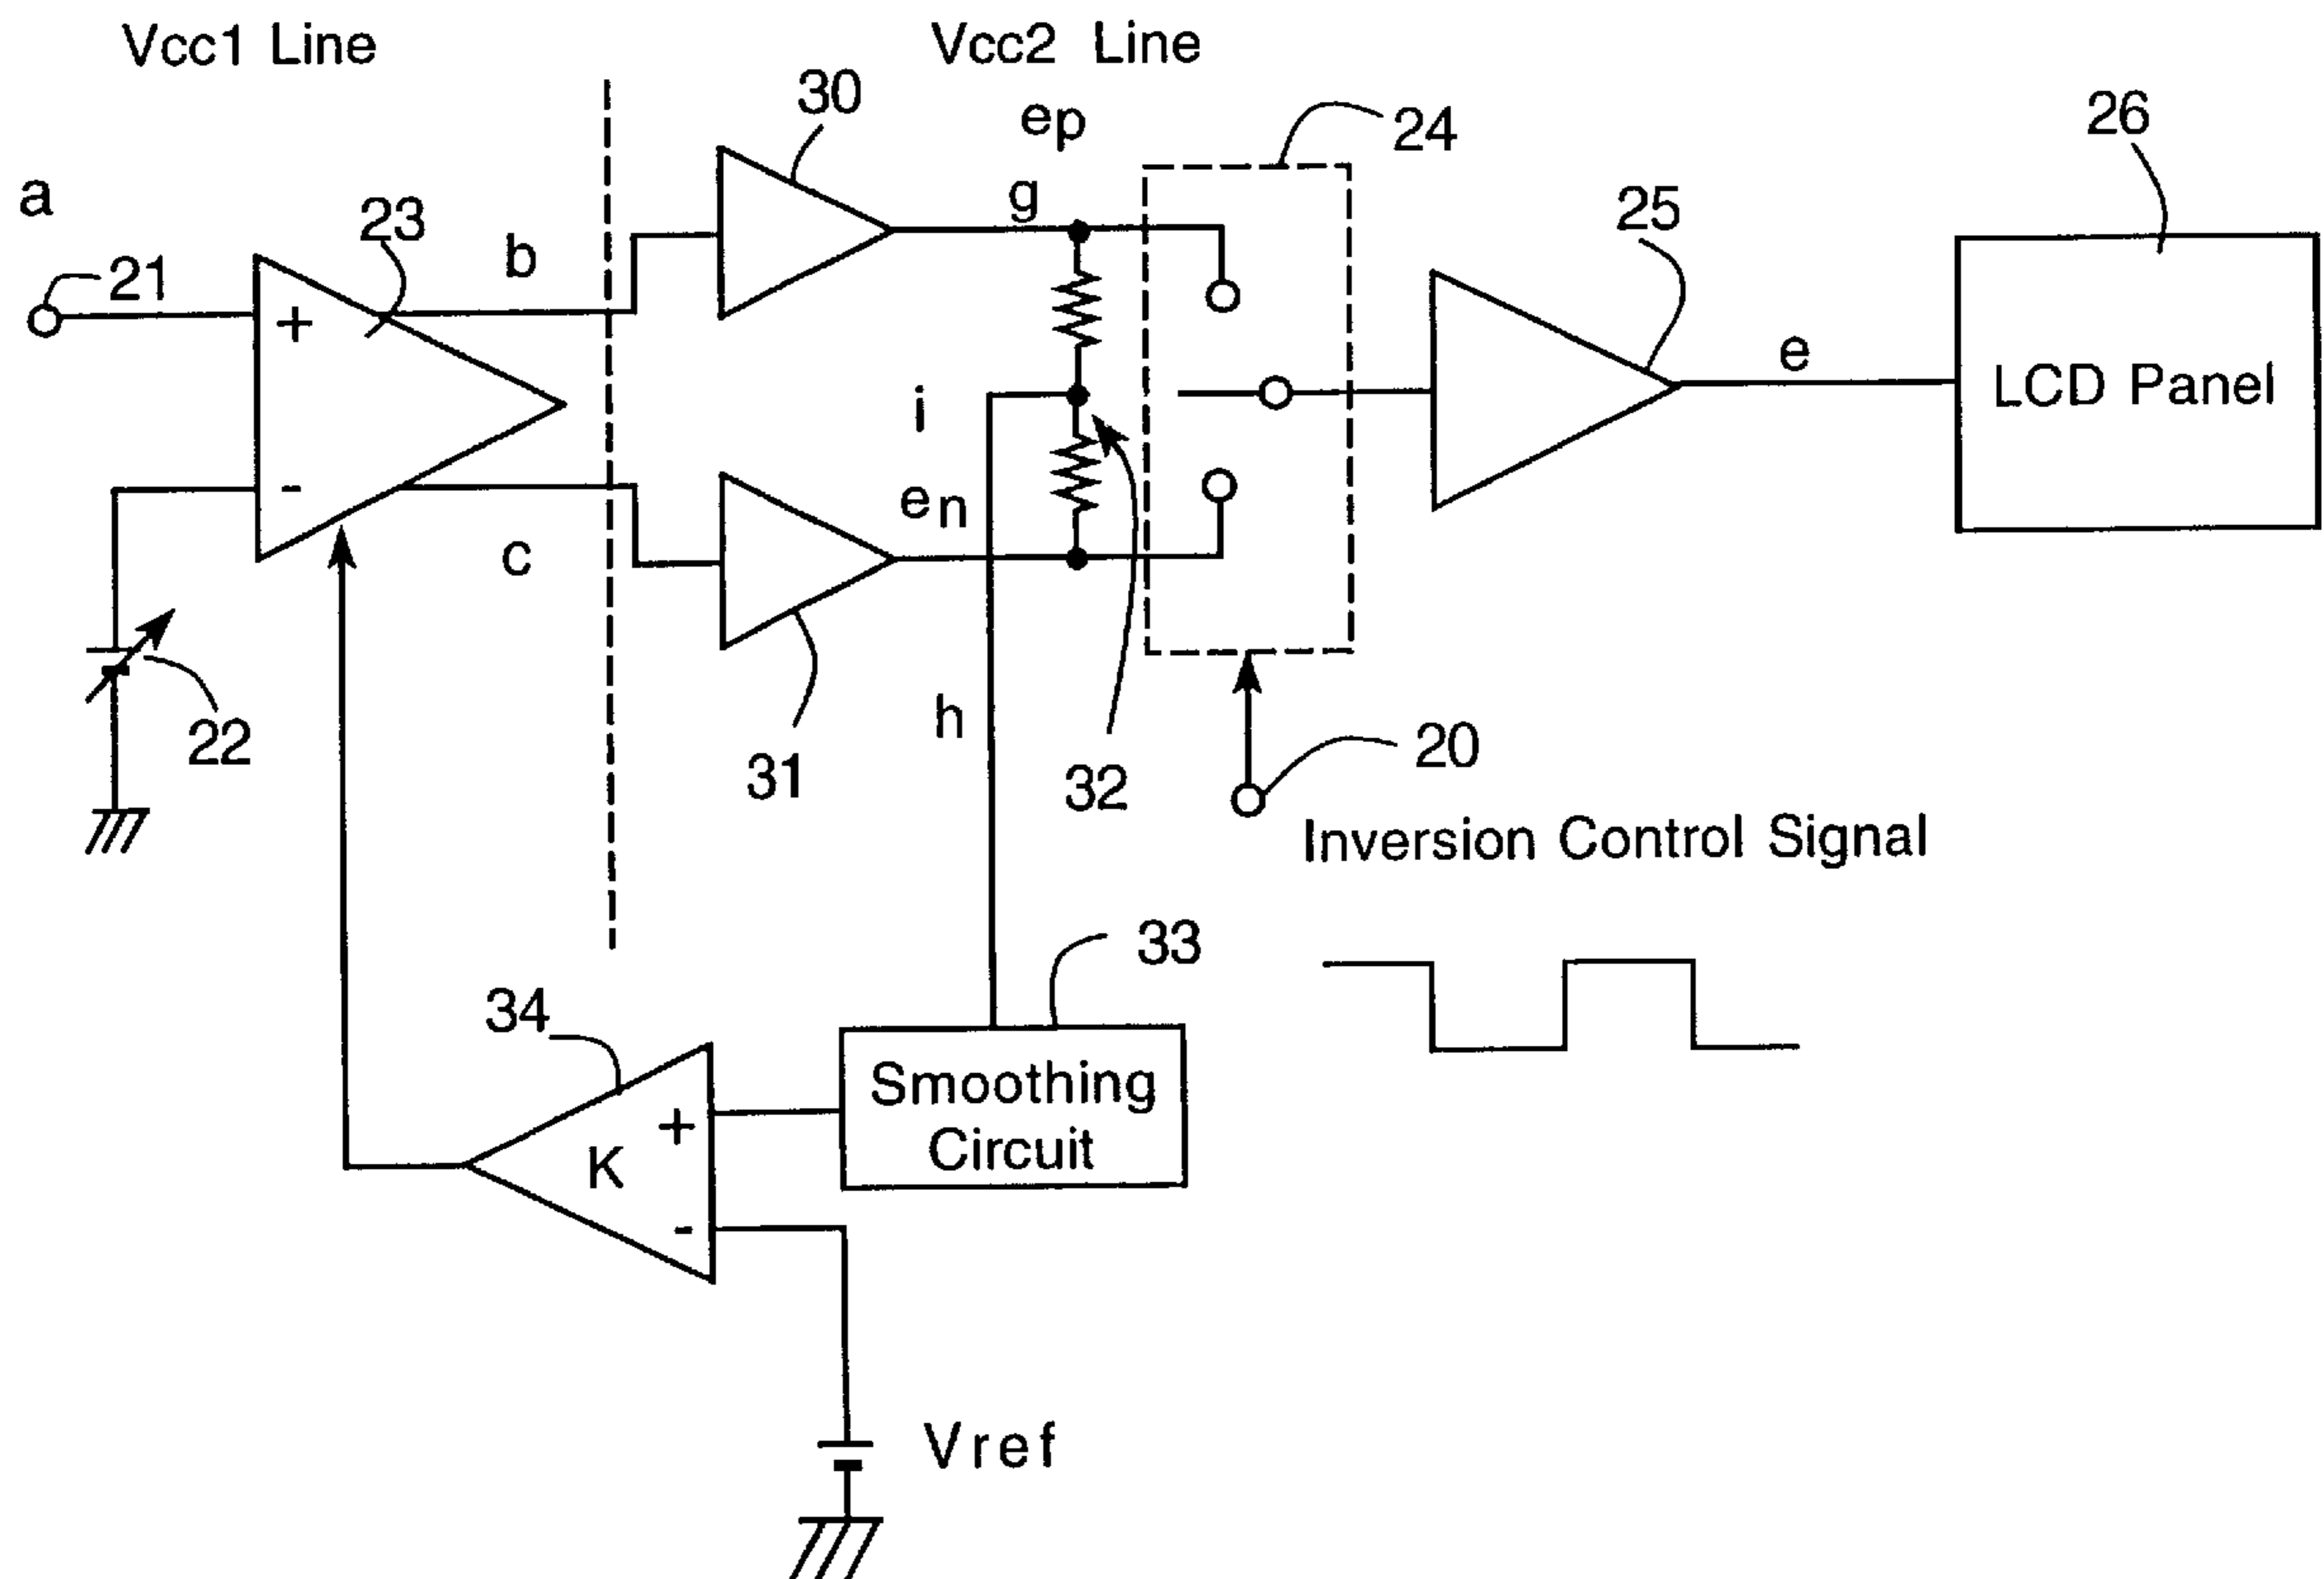 Vcc1 Line
Vcc2 Line
30
ep
24
26
a
23
g
25
b
21
+
i
e
LCD Panel
-
en
c
22
31
h
32
20
Inversion Control Signal
33
34
Smoothing
Circuit
+
K
-
Vref